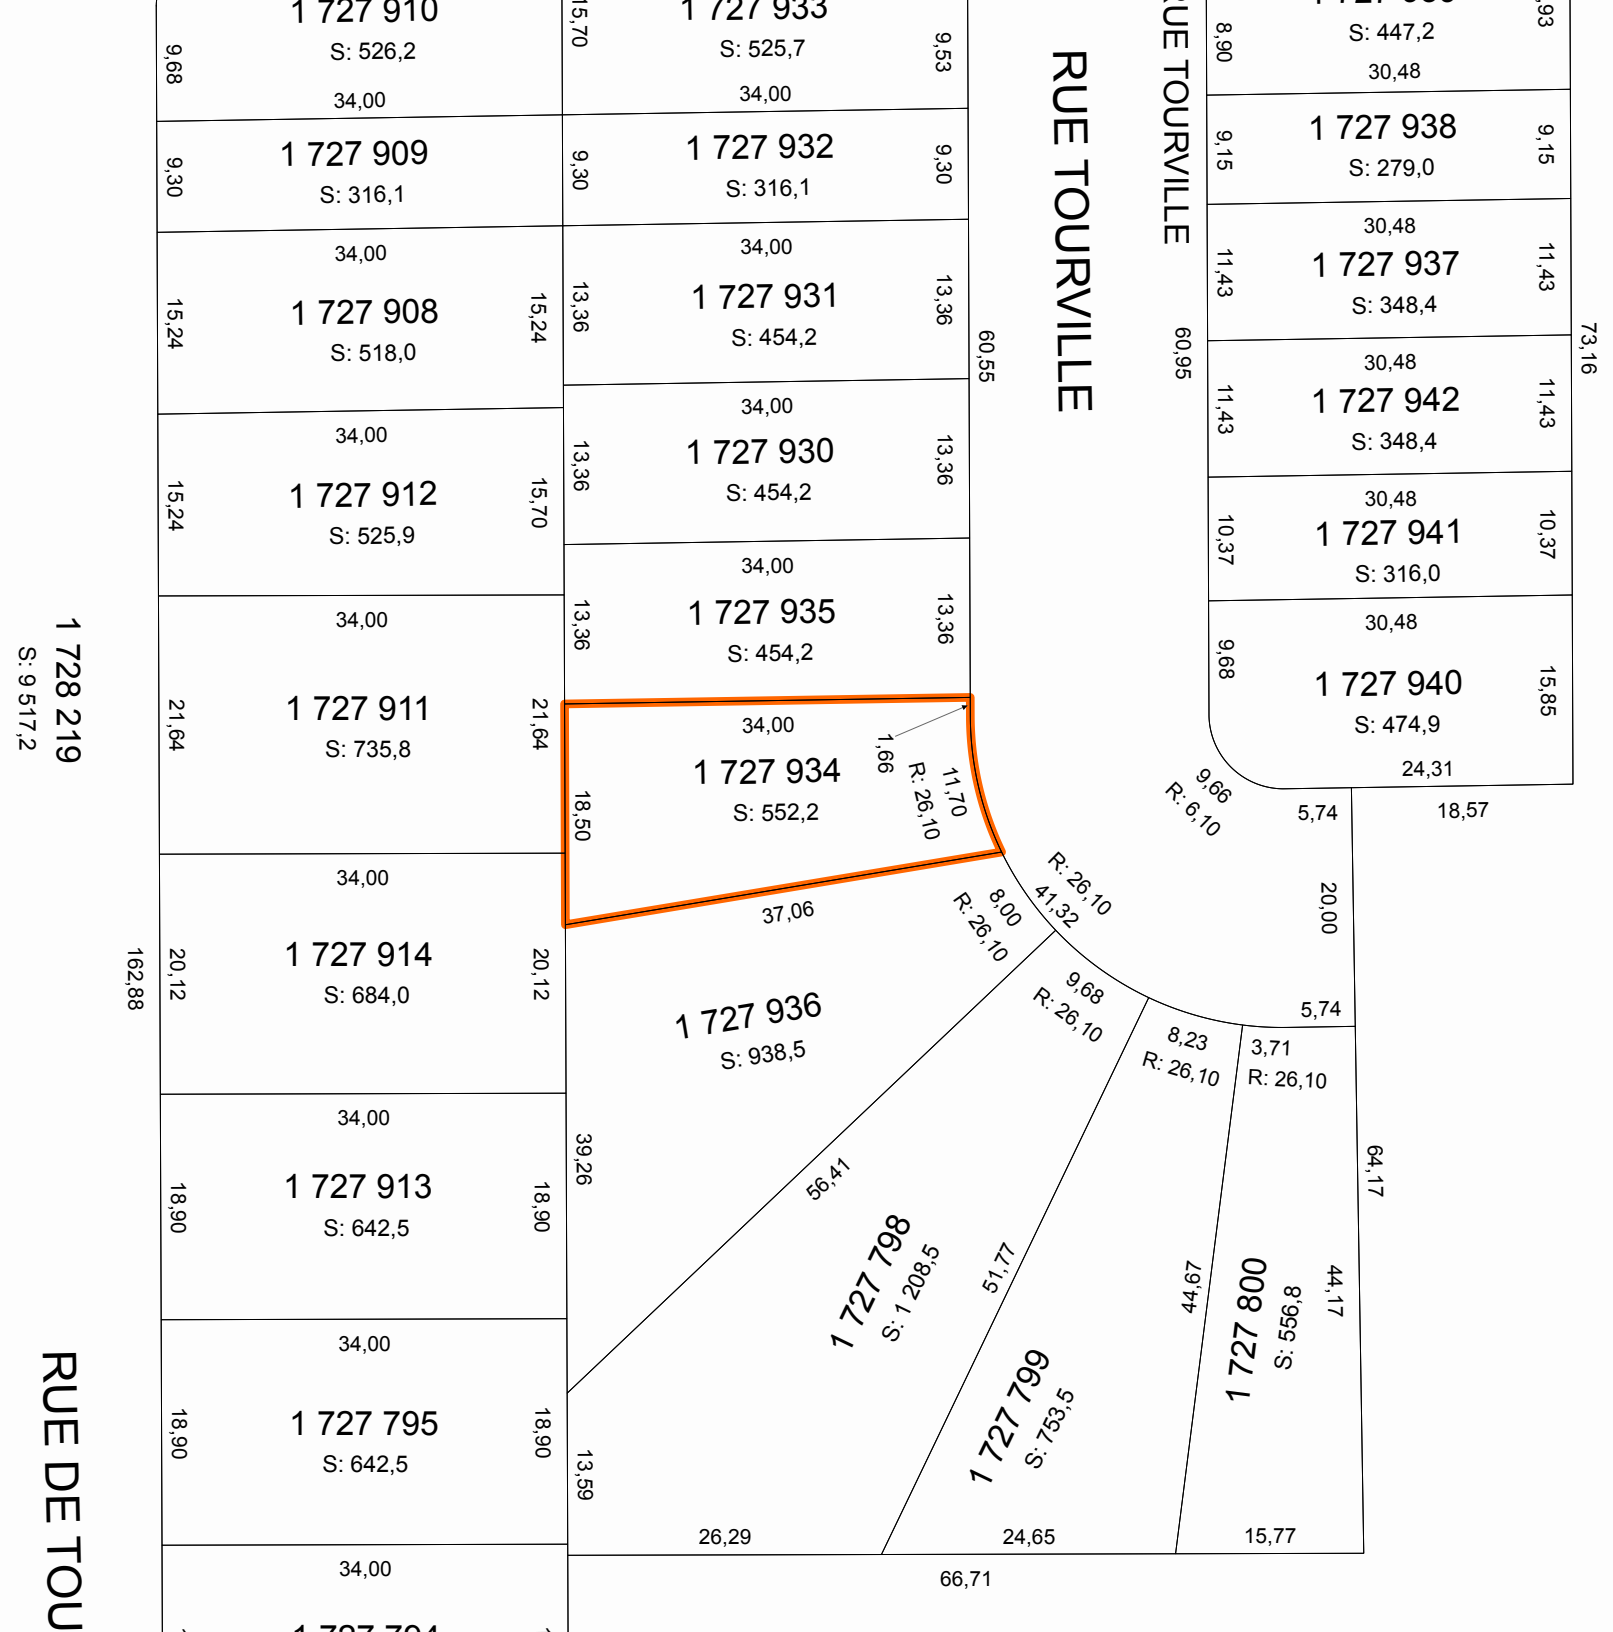 1 727 910
S: 526,2
9,68
34,00
15,70
1 727 933
S: 525,7
9,53
34,00
RUE TOURVILLE
RUE TOURVILLE
8,90
S: 447,2
30,48
1 727 909
S: 316,1
9,30
9,30
1 727 932
S: 316,1
9,30
9,15
1 727 938
S: 279,0
9,15
34,00
1 727 908
S: 518,0
15,24
15,24
34,00
1 727 931
S: 454,2
13,36
13,36
60,55
60,95
30,48
1 727 937
S: 348,4
11,43
11,43
73,16
34,00
1 727 912
S: 525,9
15,24
15,70
34,00
1 727 930
S: 454,2
13,36
13,36
30,48
1 727 942
S: 348,4
11,43
11,43
30,48
1 727 941
S: 316,0
10,37
10,37
34,00
1 727 935
S: 454,2
13,36
13,36
30,48
1 727 940
S: 474,9
9,68
15,85
24,31
9,66
R: 6,10
5,74
18,57
1 728 219
S: 9 517,2
34,00
1 727 911
S: 735,8
21,64
21,64
34,00
1,66
1 727 934
S: 552,2
11,70
R: 26,10
18,50
37,06
R: 26,10
41,32
20,00
5,74
34,00
1 727 914
S: 684,0
162,88
20,12
20,12
8,00
R: 26,10
1 727 936
S: 938,5
9,68
R: 26,10
8,23
R: 26,10
3,71
R: 26,10
34,00
1 727 913
S: 642,5
18,90
18,90
39,26
56,41
64,17
1 727 798
S: 1 208,5
51,77
44,67
1 727 800
S: 556,8
44,17
34,00
1 727 795
S: 642,5
18,90
18,90
13,59
1 727 799
S: 753,5
26,29
24,65
15,77
66,71
34,00
RUE DE TOU